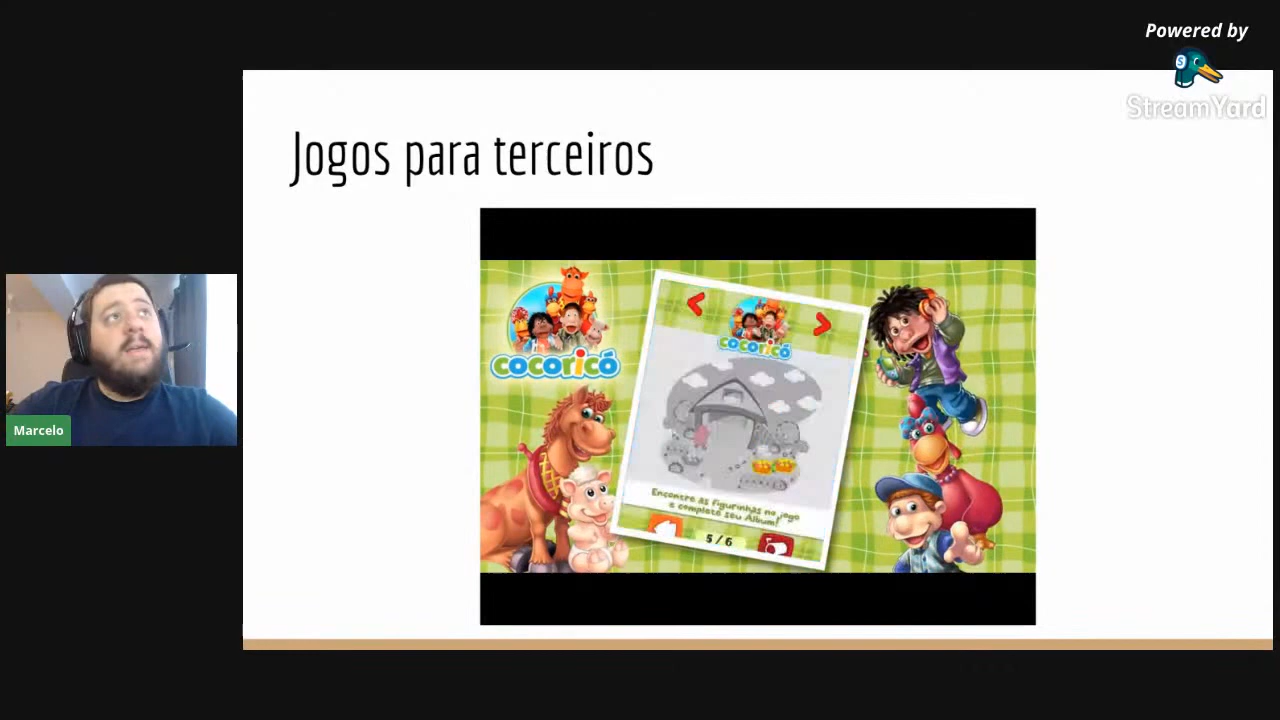 Powered by
StreamYard
Jogos para terceiros
cocoricó
cocoricó
Encontre as figurinhas no jogo
e complete seu Álbum!
5/6
Marcelo